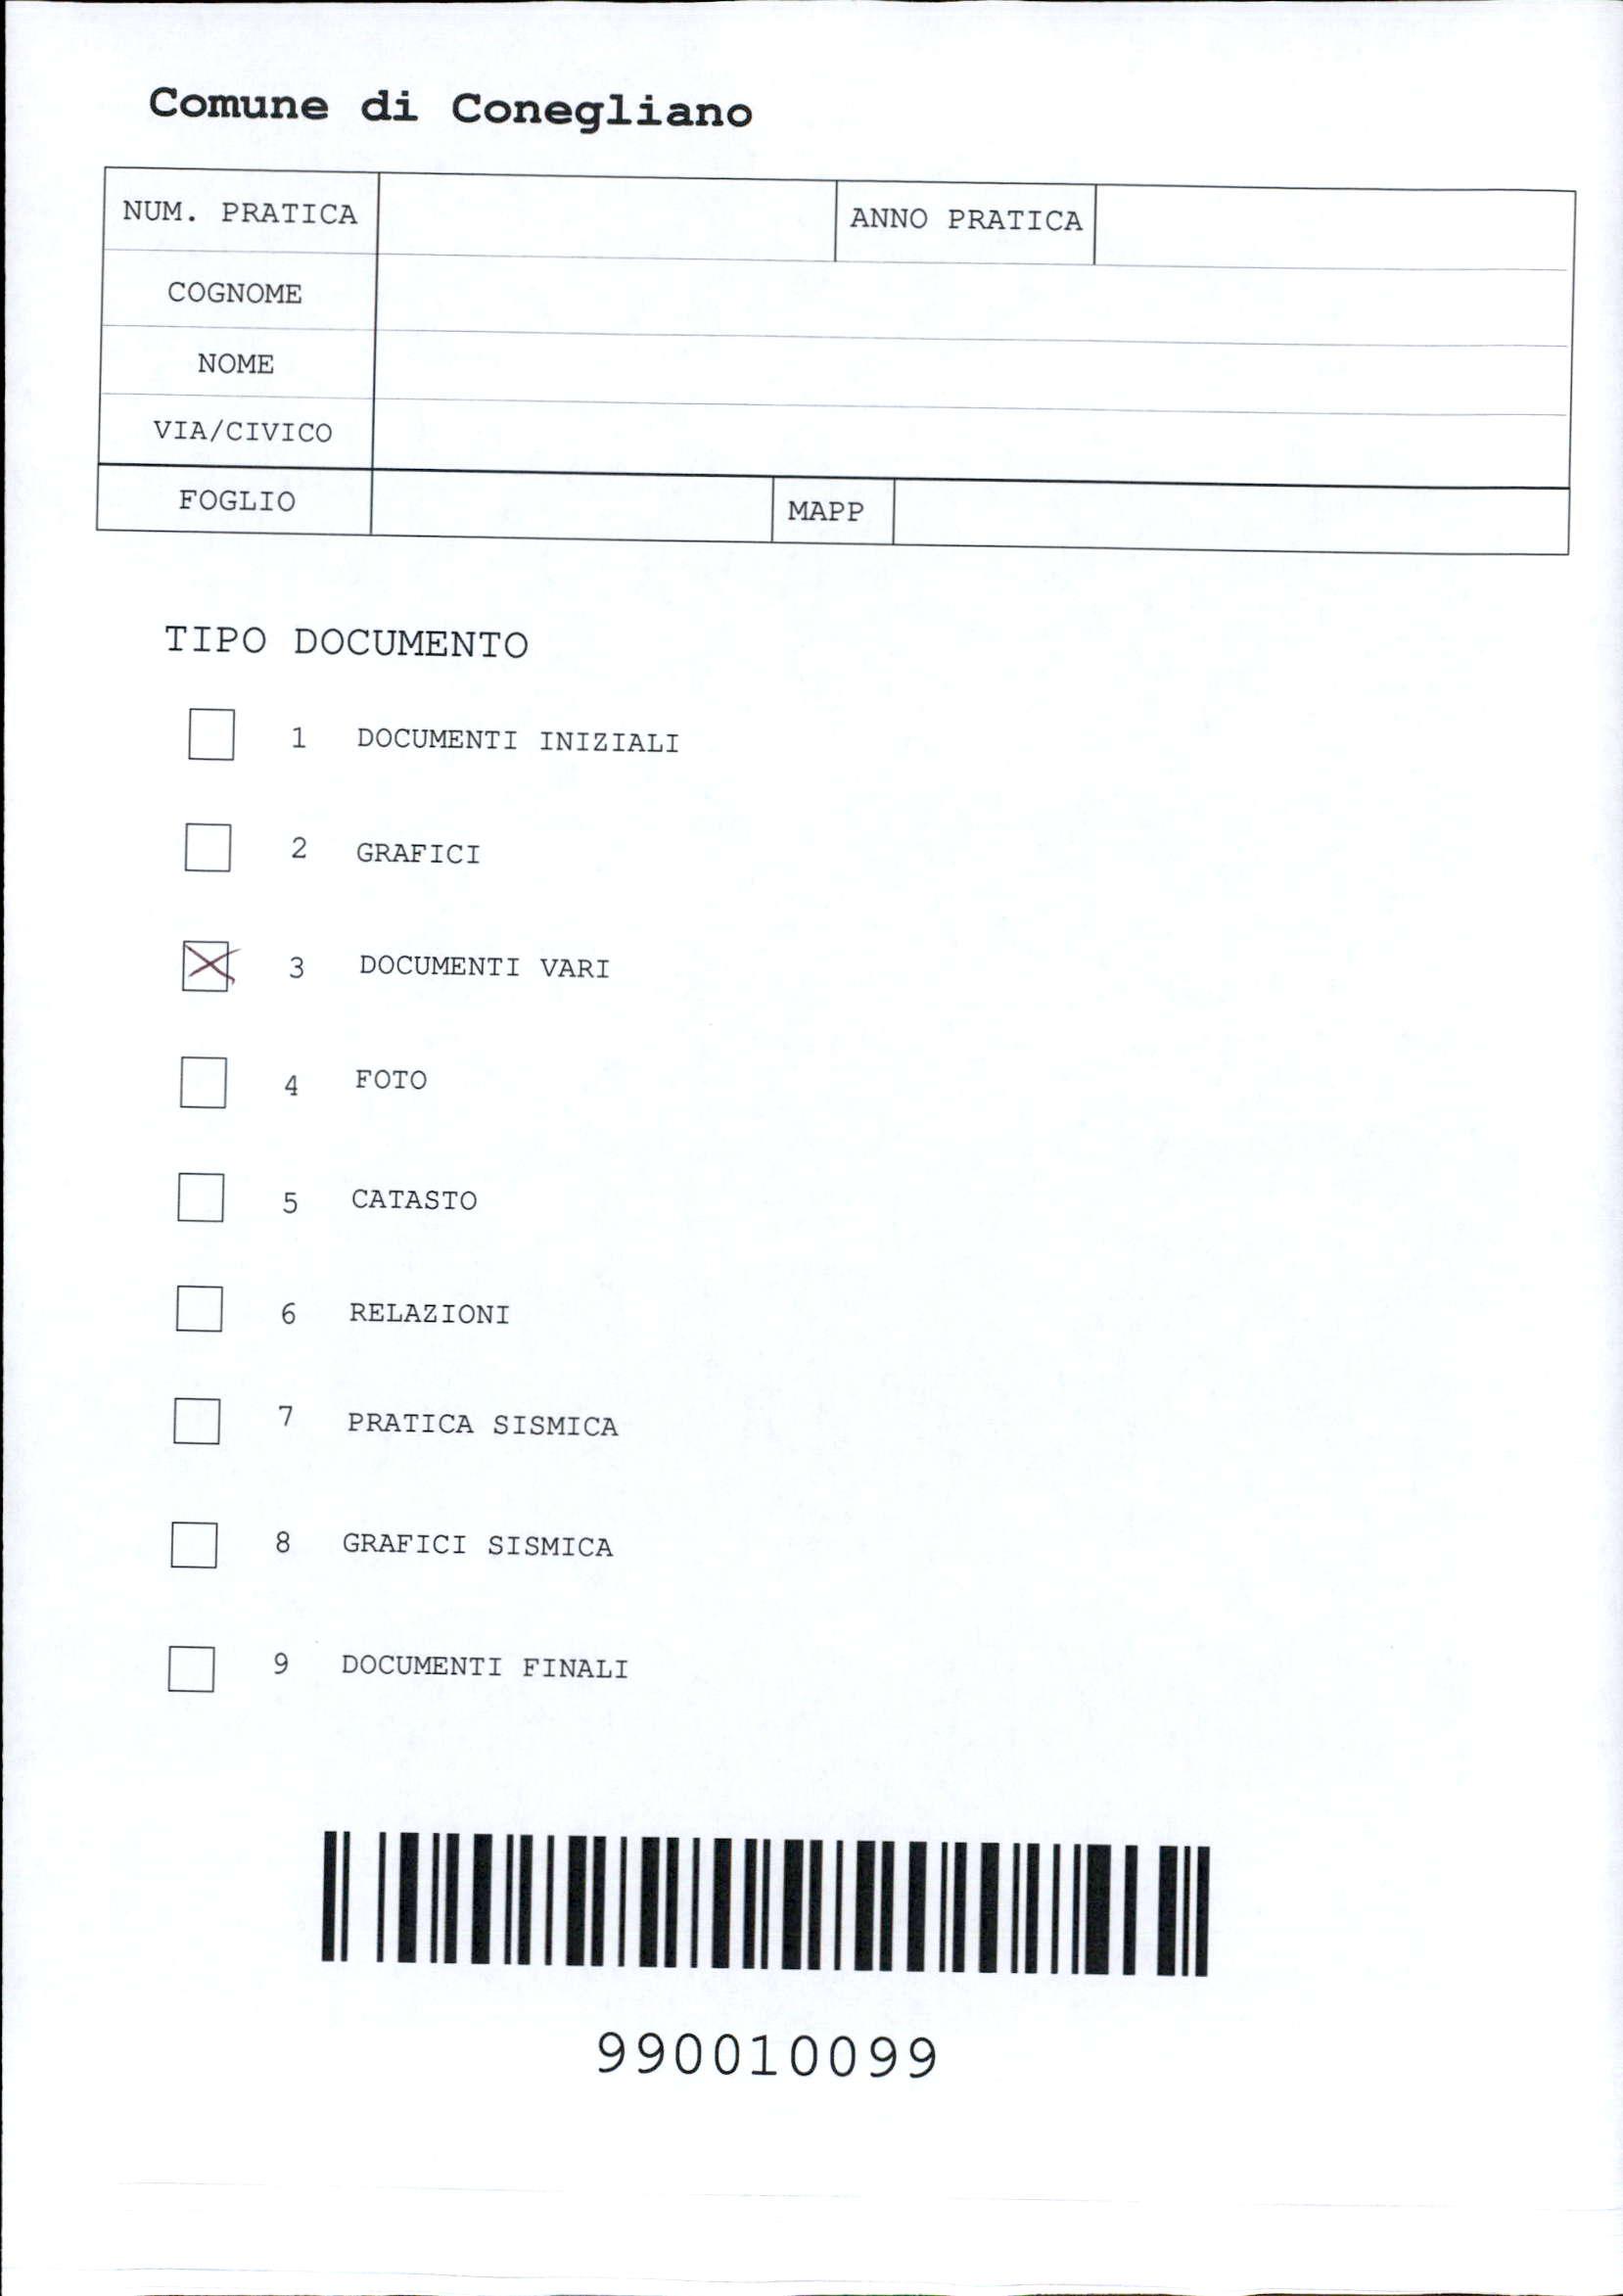 Comune di Conegliano
NUM. PRATICA ANNO PRATICA
COGNOME
NOME
VIA/CIVICO
FOGLIO MAPP
TIPO DOCUMENTO
1 DOCUMENTI INIZIALI
2 GRAFICI
3 DOCUMENTI VARI
4 FOTO
5 CATASTO
6 RELAZIONI
7 PRATICA SISMICA
8 GRAFICI SISMICA
9 DOCUMENTI FINALI
990010099